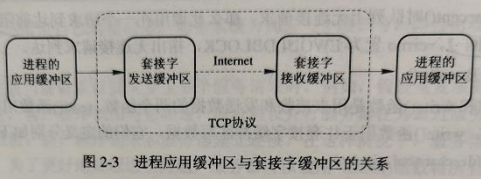 进程的
应用缓冲区
套接字
发送缓冲区
Internet
套接字
接收缓冲区
进程的
应用缓冲区
TCP协议
图 2-3 进程应用缓冲区与套接字缓冲区的关系